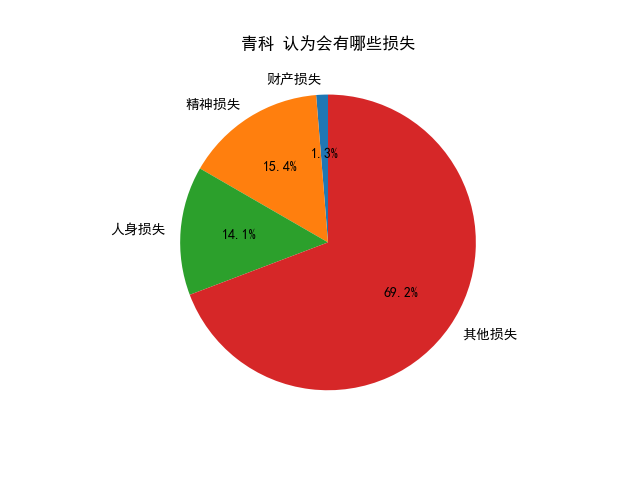 青科 认为会有哪些损失
财产损失
精神损失
1.3%
15.4%
人身损失
14.1%
69.2%
其他损失